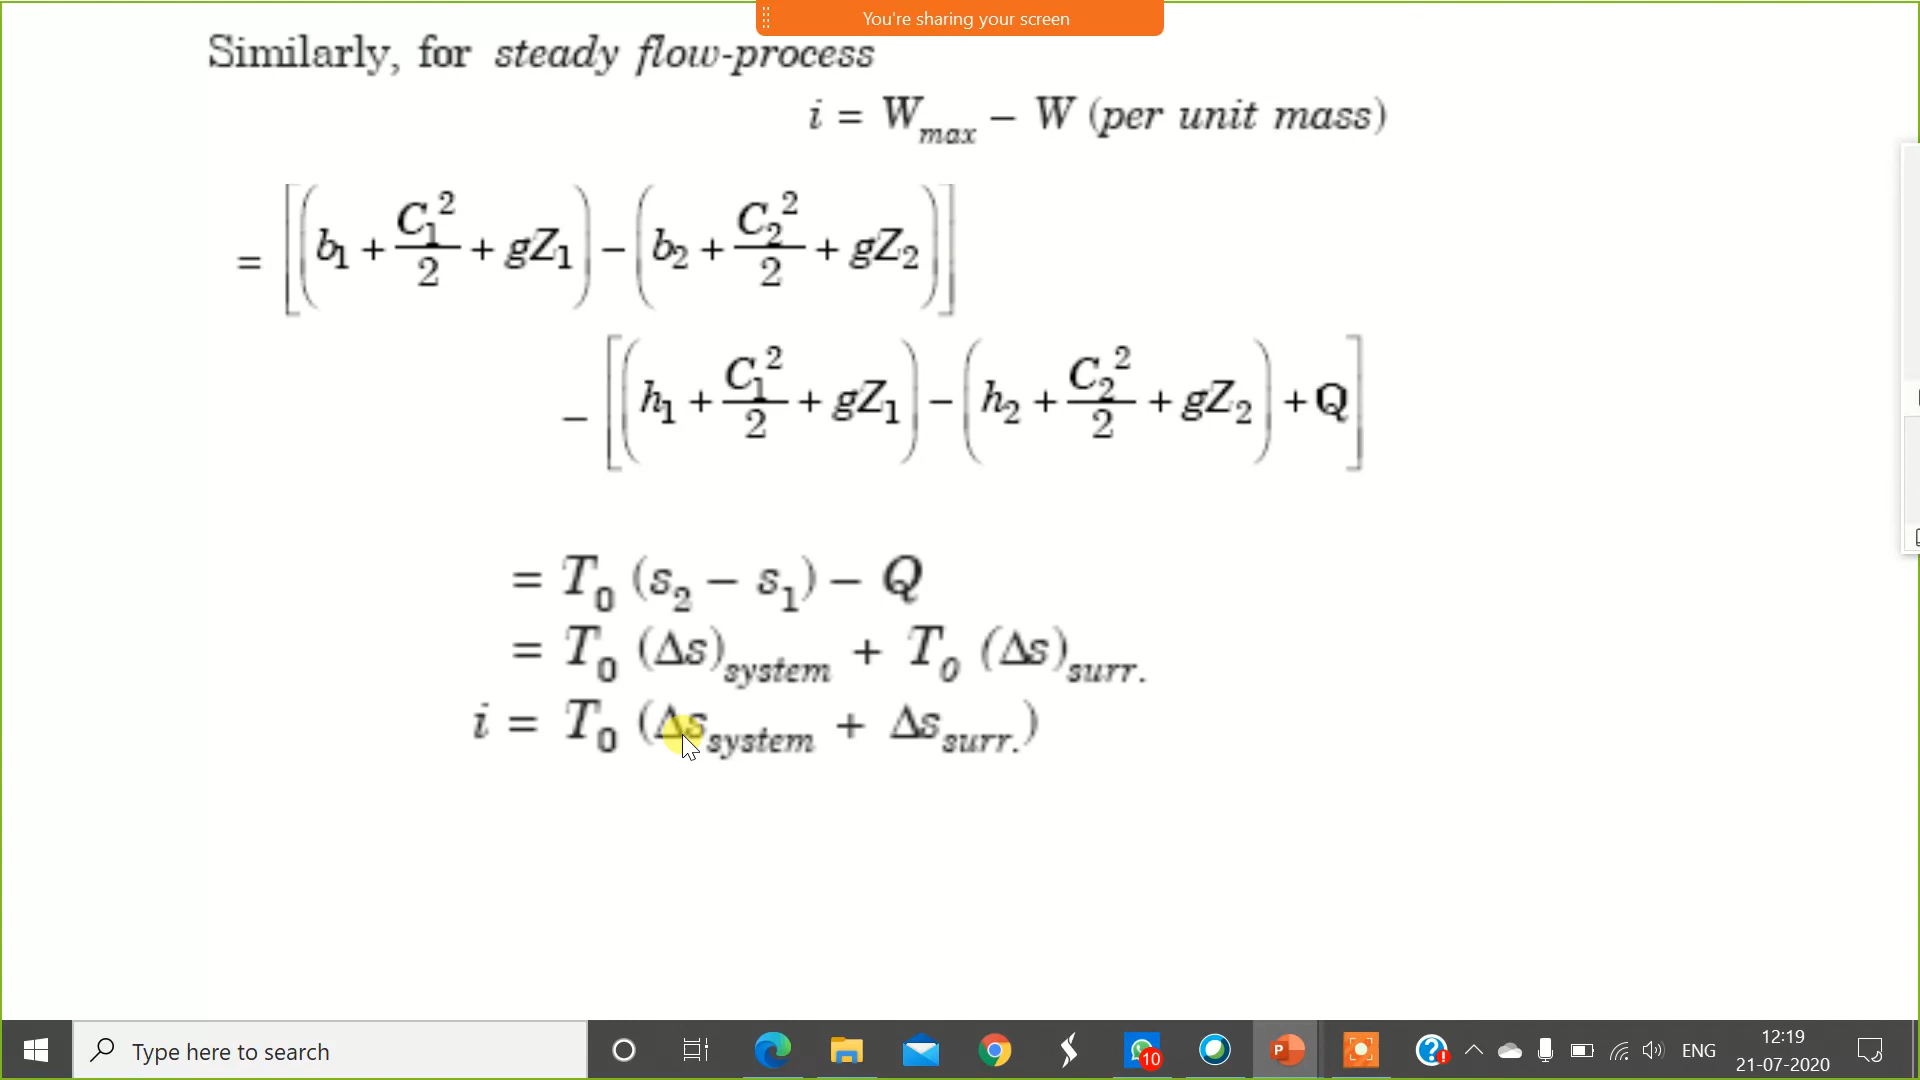 You're sharing your screen
Similarly, for steady flow-process
i = W_max – W (per unit mass)
= [(b₁ + C₁²/2 + gZ₁) – (b₂ + C₂²/2 + gZ₂)]
– [(h₁ + C₁²/2 + gZ₁) – (h₂ + C₂²/2 + gZ₂) + Q]
= T₀ (s₂ – s₁) – Q
= T₀ (Δs)_system + T₀ (Δs)_surr.
i = T₀ (Δs_system + Δs_surr.)
Type here to search
10
P
ENG
12:19
21-07-2020